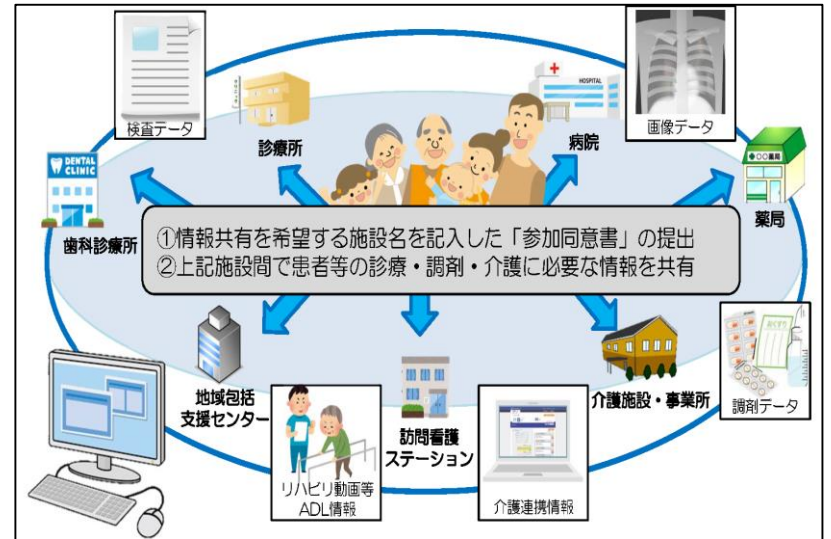 検査データ
診療所
HOSPITAL
病院
画像データ
DENTAL
CLINIC
歯科診療所
〇〇薬局
薬局
①情報共有を希望する施設名を記入した「参加同意書」の提出
②上記施設間で患者等の診療・調剤・介護に必要な情報を共有
地域包括
支援センター
リハビリ動画等
ADL情報
訪問看護
ステーション
介護連携情報
介護施設・事業所
調剤データ